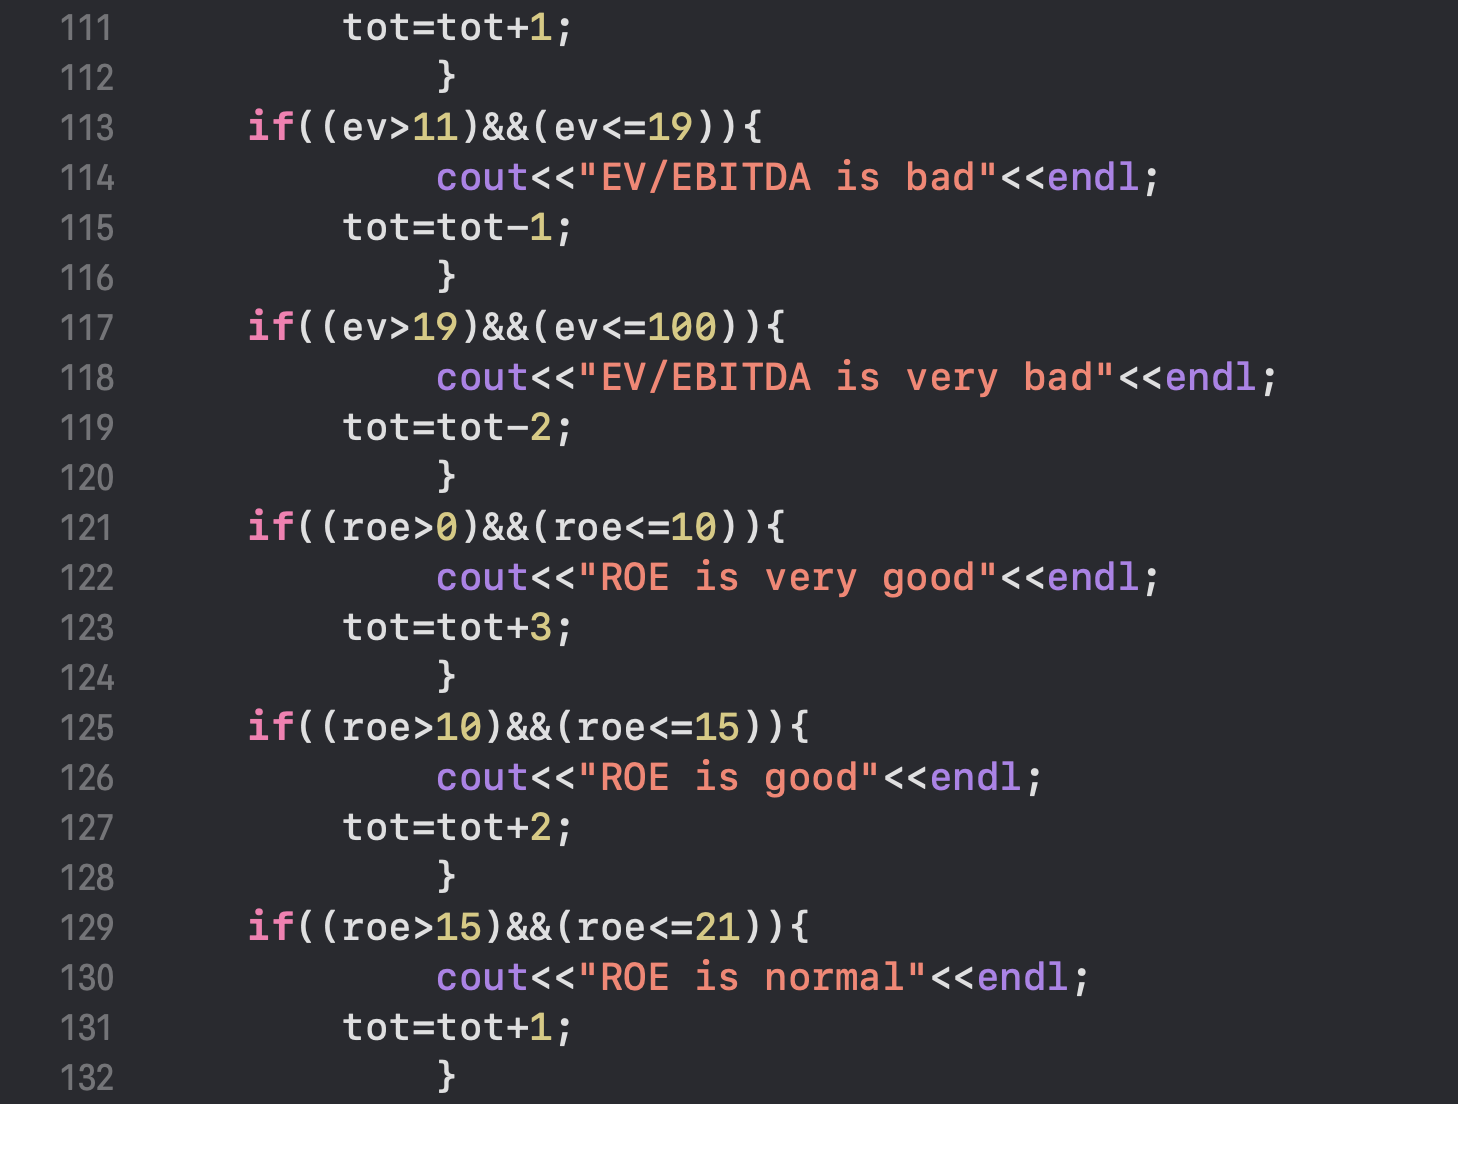 111 tot=tot+1;
112 }
113 if((ev>11)&&(ev<=19)){
114 cout<<"EV/EBITDA is bad"<<endl;
115 tot=tot-1;
116 }
117 if((ev>19)&&(ev<=100)){
118 cout<<"EV/EBITDA is very bad"<<endl;
119 tot=tot-2;
120 }
121 if((roe>0)&&(roe<=10)){
122 cout<<"ROE is very good"<<endl;
123 tot=tot+3;
124 }
125 if((roe>10)&&(roe<=15)){
126 cout<<"ROE is good"<<endl;
127 tot=tot+2;
128 }
129 if((roe>15)&&(roe<=21)){
130 cout<<"ROE is normal"<<endl;
131 tot=tot+1;
132 }